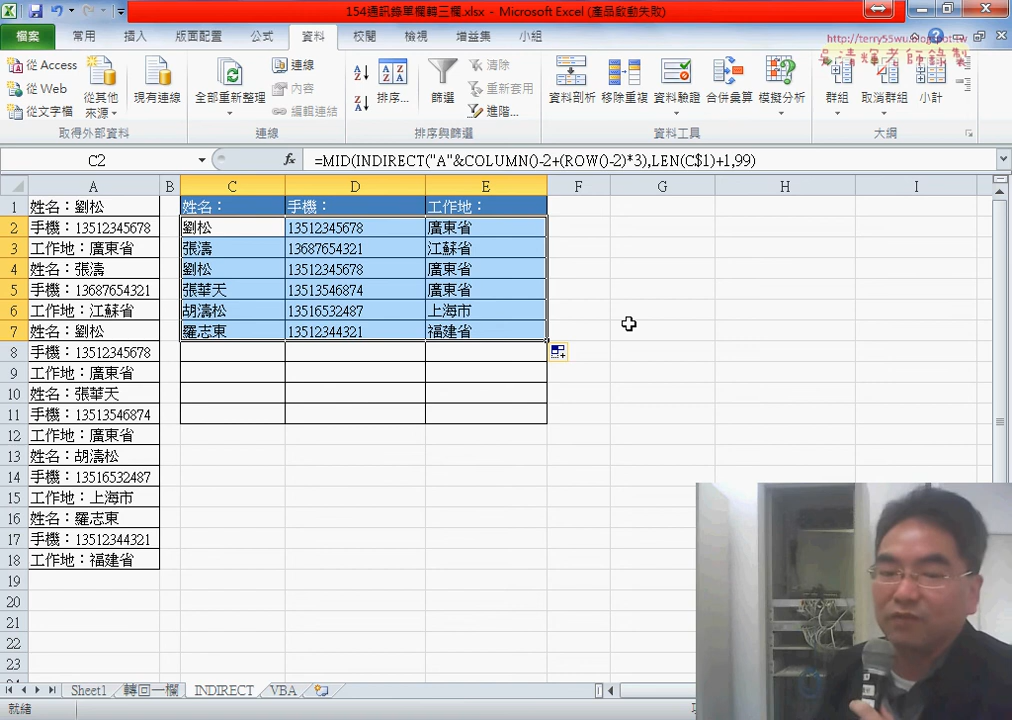 154通訊錄單欄轉三欄.xlsx - Microsoft Excel (產品啟動失敗)
檔案 常用 插入 版面配置 公式 資料 校閱 檢視 增益集 小組
http://terry55wu.blogspot
吳清輝老師錄製
從 Access
從 Web
從文字檔
從其他來源
現有連線
全部重新整理
連線
內容
編輯連結
排序...
篩選
清除
重新套用
進階...
資料剖析
移除重複
資料驗證
合併彙算
模擬分析
群組
取消群組
小計
取得外部資料 連線 排序與篩選 資料工具 大綱
C2 fx =MID(INDIRECT("A"&COLUMN()-2+(ROW()-2)*3),LEN(C$1)+1,99)
A B C D E F G H I
1 姓名：劉松 姓名： 手機： 工作地：
2 手機：13512345678 劉松 13512345678 廣東省
3 工作地：廣東省 張濤 13687654321 江蘇省
4 姓名：張濤 劉松 13512345678 廣東省
5 手機：13687654321 張華天 13513546874 廣東省
6 工作地：江蘇省 胡濤松 13516532487 上海市
7 姓名：劉松 羅志東 13512344321 福建省
8 手機：13512345678
9 工作地：廣東省
10 姓名：張華天
11 手機：13513546874
12 工作地：廣東省
13 姓名：胡濤松
14 手機：13516532487
15 工作地：上海市
16 姓名：羅志東
17 手機：13512344321
18 工作地：福建省
19
20
21
22
23
Sheet1 轉回一欄 INDIRECT VBA
就緒